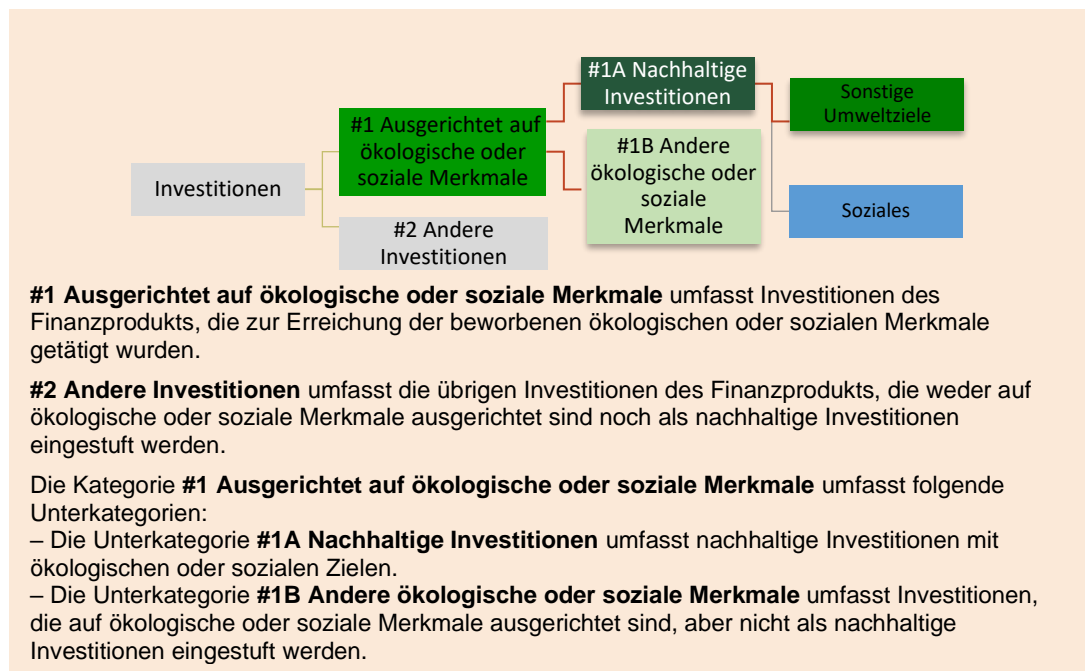 #1A Nachhaltige
Investitionen
Sonstige
Umweltziele
#1 Ausgerichtet auf
ökologische oder
soziale Merkmale
#1B Andere
ökologische oder
soziale
Merkmale
Investitionen
Soziales
#2 Andere
Investitionen
#1 Ausgerichtet auf ökologische oder soziale Merkmale umfasst Investitionen des
Finanzprodukts, die zur Erreichung der beworbenen ökologischen oder sozialen Merkmale
getätigt wurden.
#2 Andere Investitionen umfasst die übrigen Investitionen des Finanzprodukts, die weder auf
ökologische oder soziale Merkmale ausgerichtet sind noch als nachhaltige Investitionen
eingestuft werden.
Die Kategorie #1 Ausgerichtet auf ökologische oder soziale Merkmale umfasst folgende
Unterkategorien:
– Die Unterkategorie #1A Nachhaltige Investitionen umfasst nachhaltige Investitionen mit
ökologischen oder sozialen Zielen.
– Die Unterkategorie #1B Andere ökologische oder soziale Merkmale umfasst Investitionen,
die auf ökologische oder soziale Merkmale ausgerichtet sind, aber nicht als nachhaltige
Investitionen eingestuft werden.